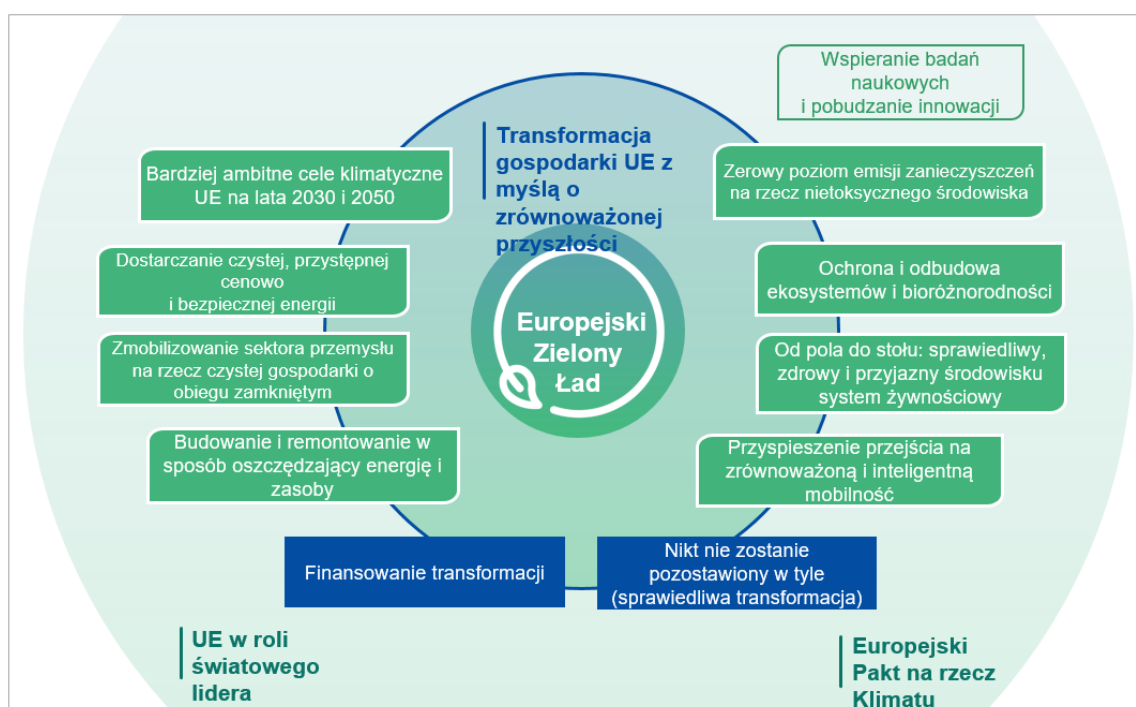 Wspieranie badań
naukowych
i pobudzanie innowacji
Transformacja
gospodarki UE z
myślą o
zrównoważonej
przyszłości
Bardziej ambitne cele klimatyczne
UE na lata 2030 i 2050
Zerowy poziom emisji zanieczyszczeń
na rzecz nietoksycznego środowiska
Dostarczanie czystej, przystępnej
cenowo
i bezpiecznej energii
Ochrona i odbudowa
ekosystemów i bioróżnorodności
Europejski
Zielony
Ład
Zmobilizowanie sektora przemysłu
na rzecz czystej gospodarki o
obiegu zamkniętym
Od pola do stołu: sprawiedliwy,
zdrowy i przyjazny środowisku
system żywnościowy
Budowanie i remontowanie w
sposób oszczędzający energię i
zasoby
Przyspieszenie przejścia na
zrównoważoną i inteligentną
mobilność
Finansowanie transformacji
Nikt nie zostanie
pozostawiony w tyle
(sprawiedliwa transformacja)
UE w roli
światowego
lidera
Europejski
Pakt na rzecz
Klimatu